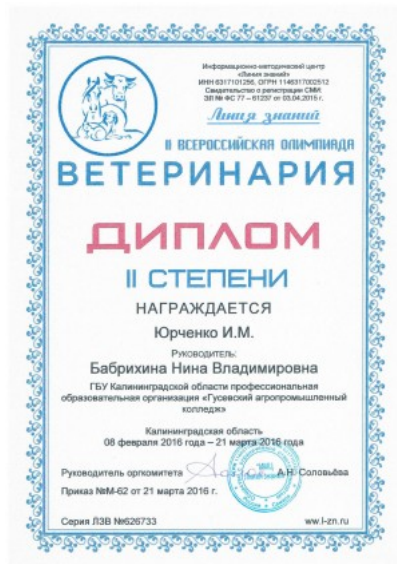 Информационно-методический центр
«Линия знаний»
ИНН 6317101256, ОГРН 1146317002512
Свидетельство о регистрации СМИ:
ЭЛ № ФС 77 – 61237 от 03.04.2015 г.
Линия знаний
II ВСЕРОССИЙСКАЯ ОЛИМПИАДА
ВЕТЕРИНАРИЯ
ДИПЛОМ
II СТЕПЕНИ
НАГРАЖДАЕТСЯ
Юрченко И.М.
Руководитель:
Бабрихина Нина Владимировна
ГБУ Калининградской области профессиональная
образовательная организация «Гусевский агропромышленный
колледж»
Калининградская область
08 февраля 2016 года – 21 марта 2016 года
Руководитель оргкомитета А.Н. Соловьёва
Приказ №М-62 от 21 марта 2016 г.
Серия ЛЗВ №626733 www.l-zn.ru